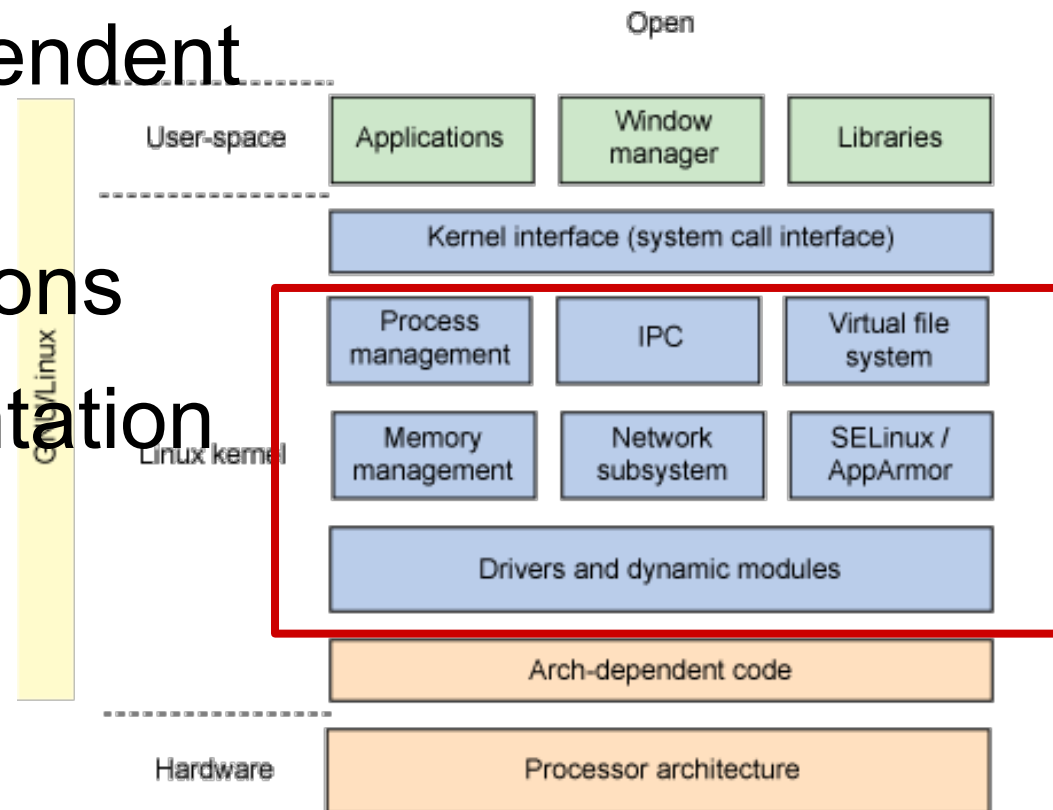 Open
endent
User-space
Applications
Window
manager
Libraries
Kernel interface (system call interface)
ons
Process
management
IPC
Virtual file
system
GNU/Linux
tation
Linux kernel
Memory
management
Network
subsystem
SELinux /
AppArmor
Drivers and dynamic modules
Arch-dependent code
Hardware
Processor architecture